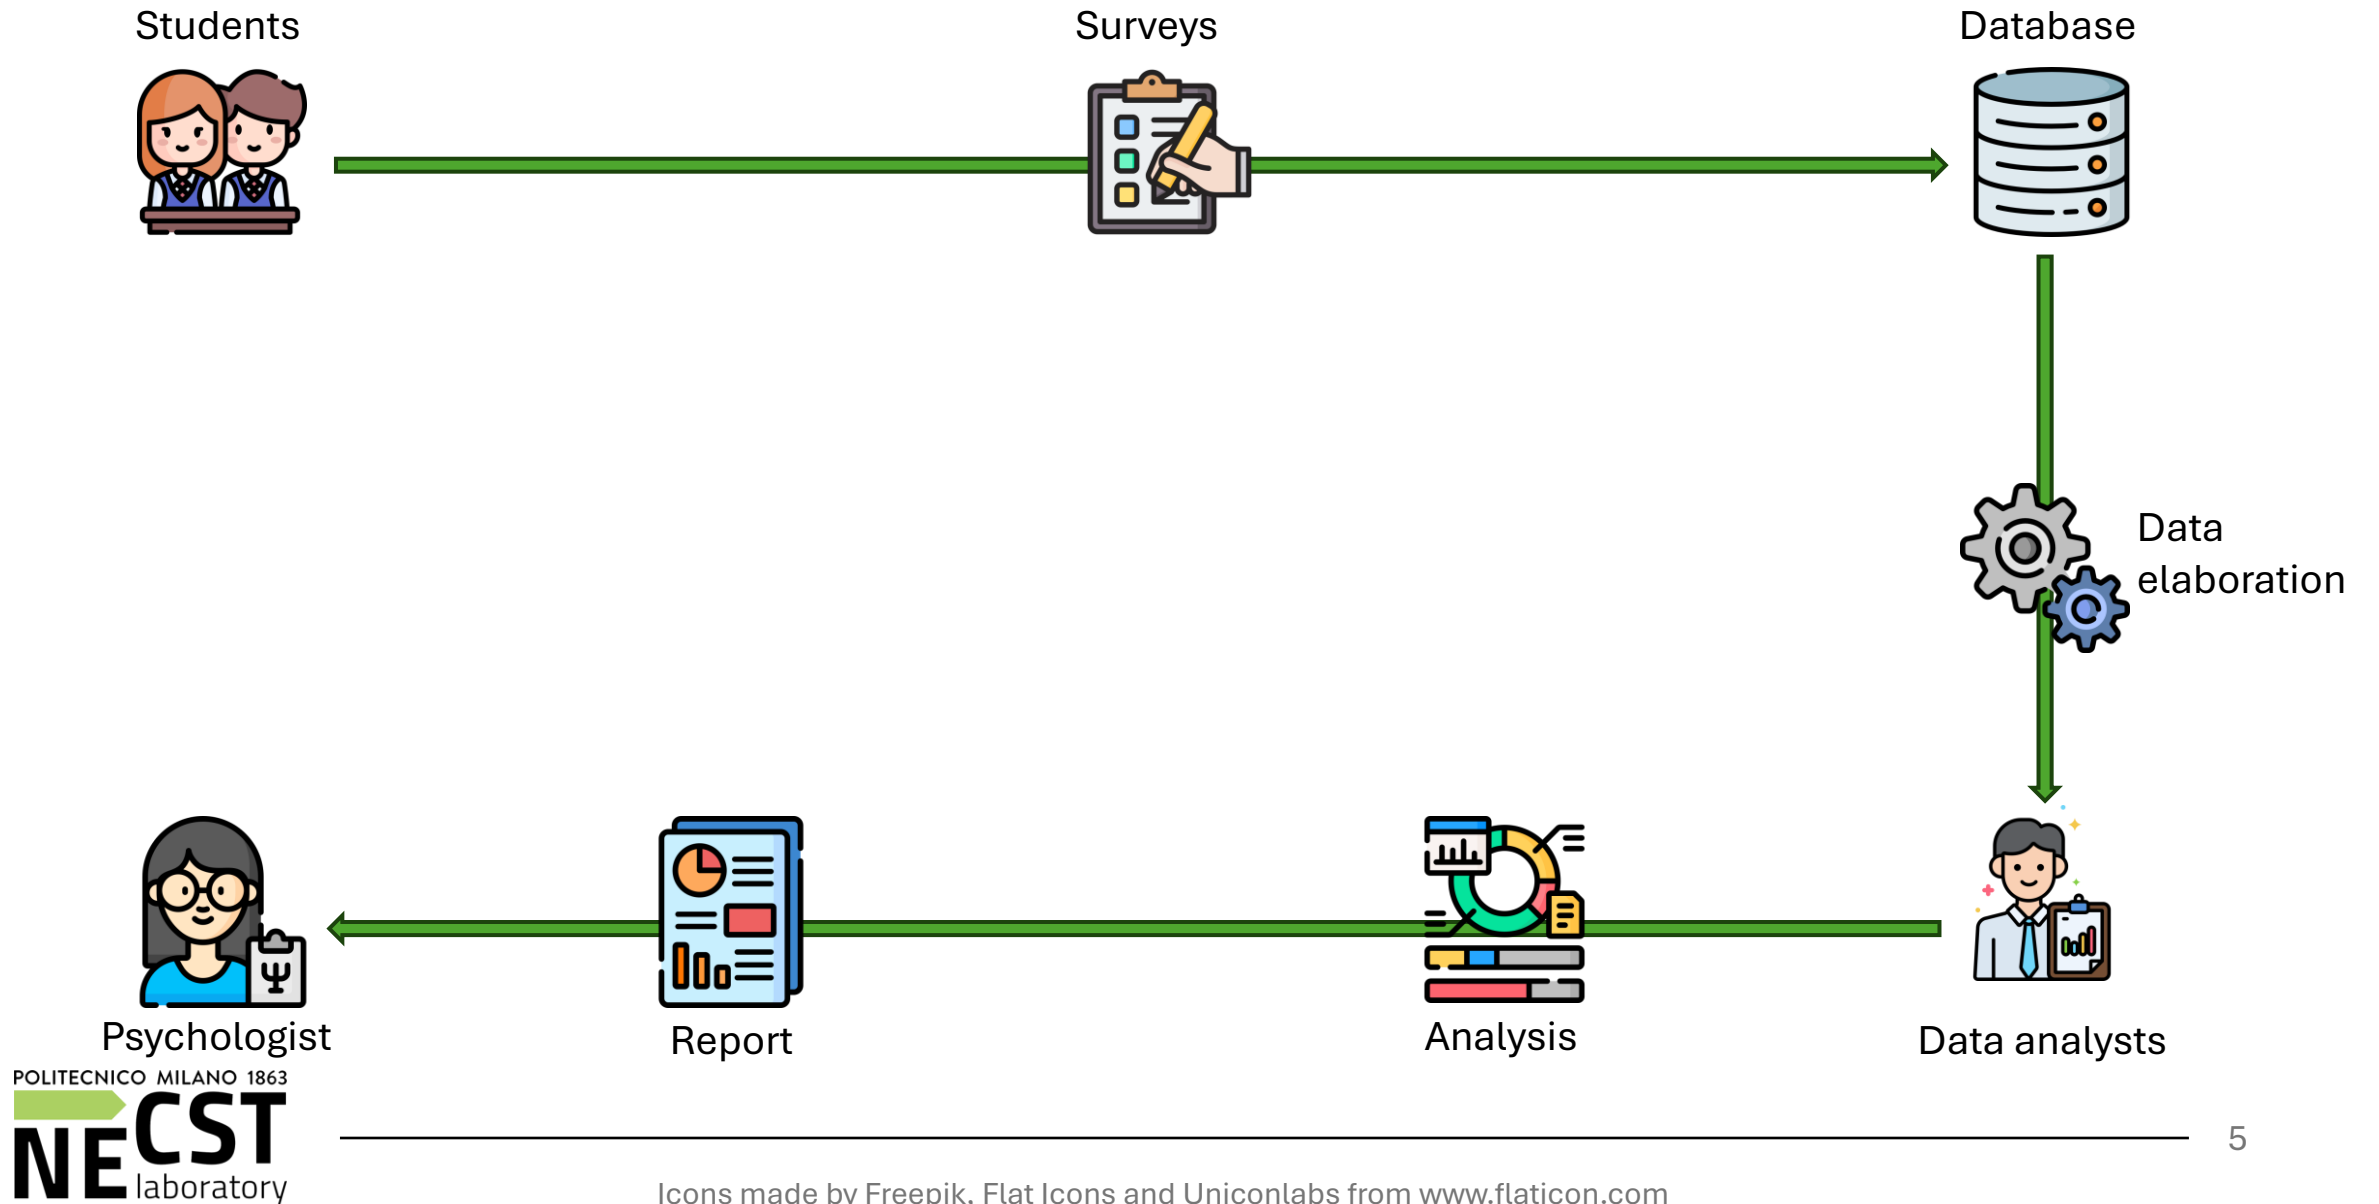 Students
Surveys
Database
Data
elaboration
Psychologist
Report
Analysis
Data analysts
POLITECNICO MILANO 1863
NECST
laboratory
5
Icons made by Freepik, Flat Icons and Uniconlabs from www.flaticon.com